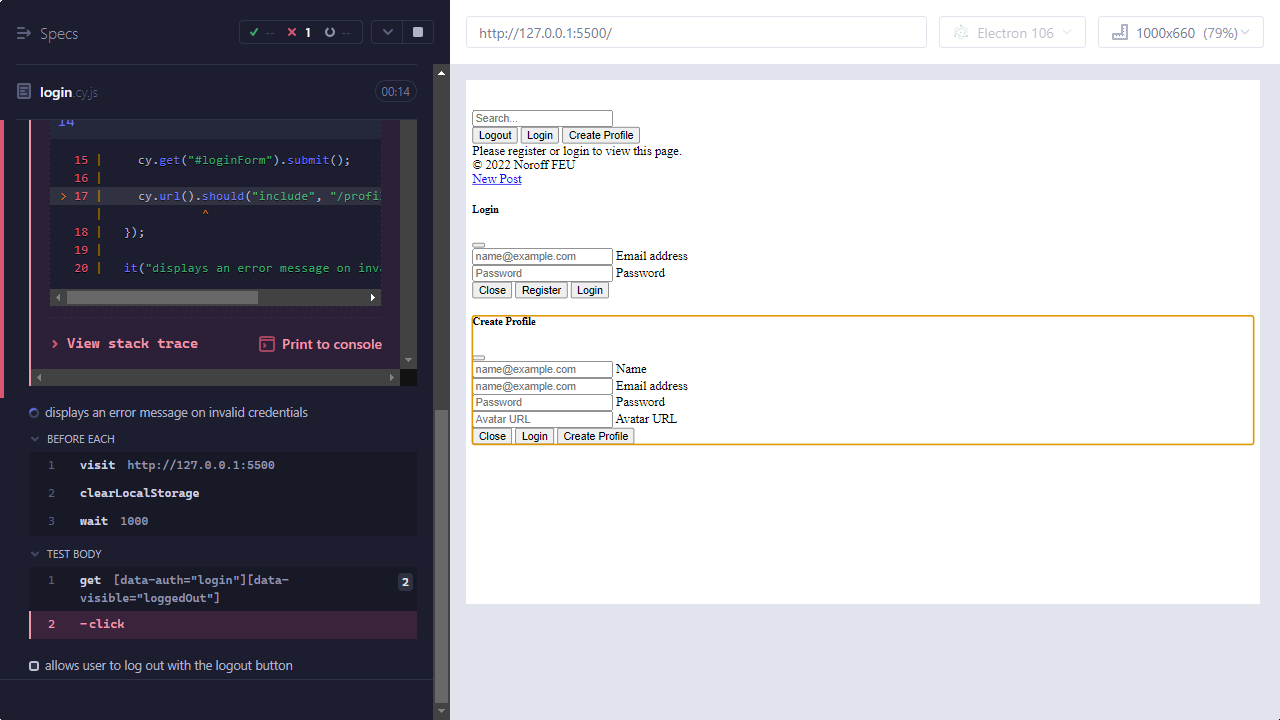 Specs
-- 1 --
login.cy.js
00:14
14
15 | cy.get("#loginForm").submit();
16 |
> 17 | cy.url().should("include", "/profi
| ^
18 | });
19 |
20 | it("displays an error message on inva
View stack trace
Print to console
displays an error message on invalid credentials
BEFORE EACH
1 visit http://127.0.0.1:5500
2 clearLocalStorage
3 wait 1000
TEST BODY
1 get [data-auth="login"][data-
visible="loggedOut"] 2
2 -click
allows user to log out with the logout button
http://127.0.0.1:5500/
Electron 106
1000x660 (79%)
Search...
Logout Login Create Profile
Please register or login to view this page.
© 2022 Noroff FEU
New Post
Login
name@example.com Email address
Password Password
Close Register Login
Create Profile
name@example.com Name
name@example.com Email address
Password Password
Avatar URL Avatar URL
Close Login Create Profile